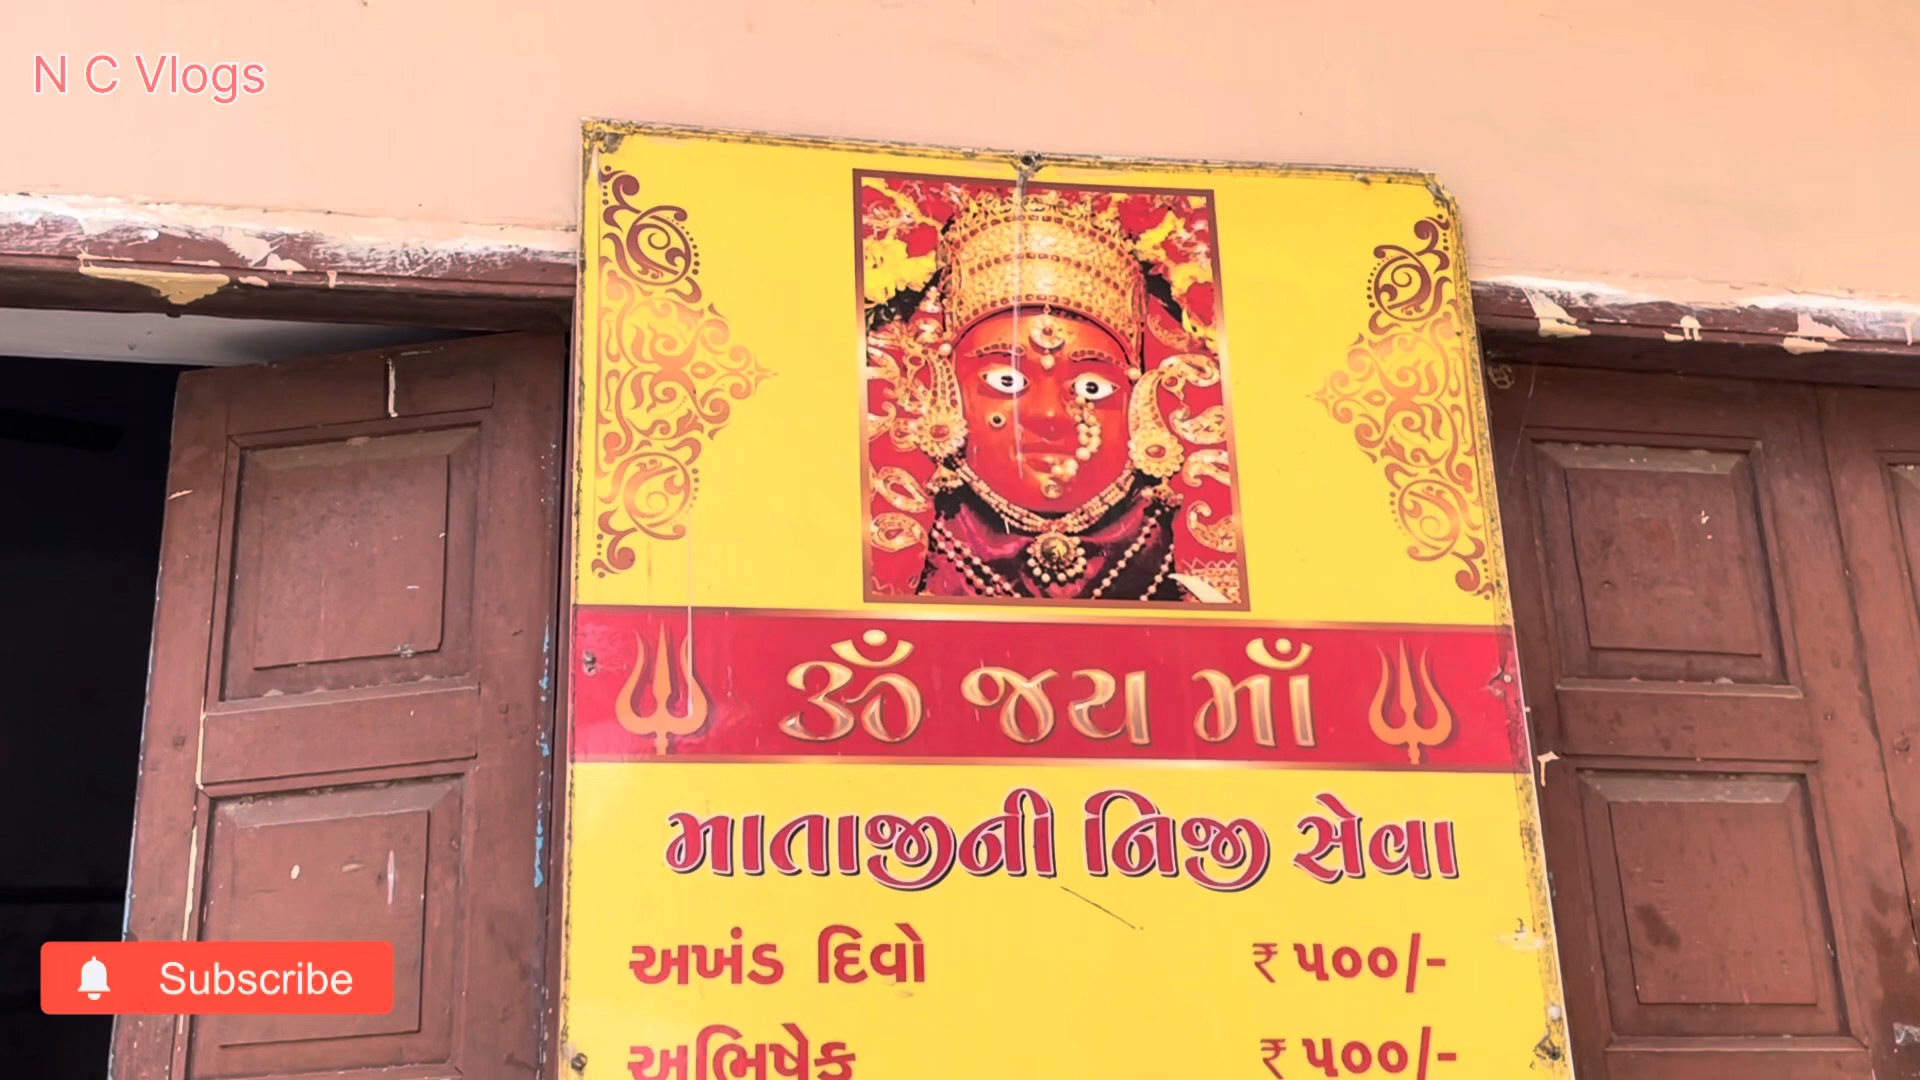 N C Vlogs
ૐ જય માઁ
માતાજીની નિજી સેવા
અખંડ દિવો ₹ ૫૦૦/-
અભિષેક ₹ ૫૦૦/-
Subscribe